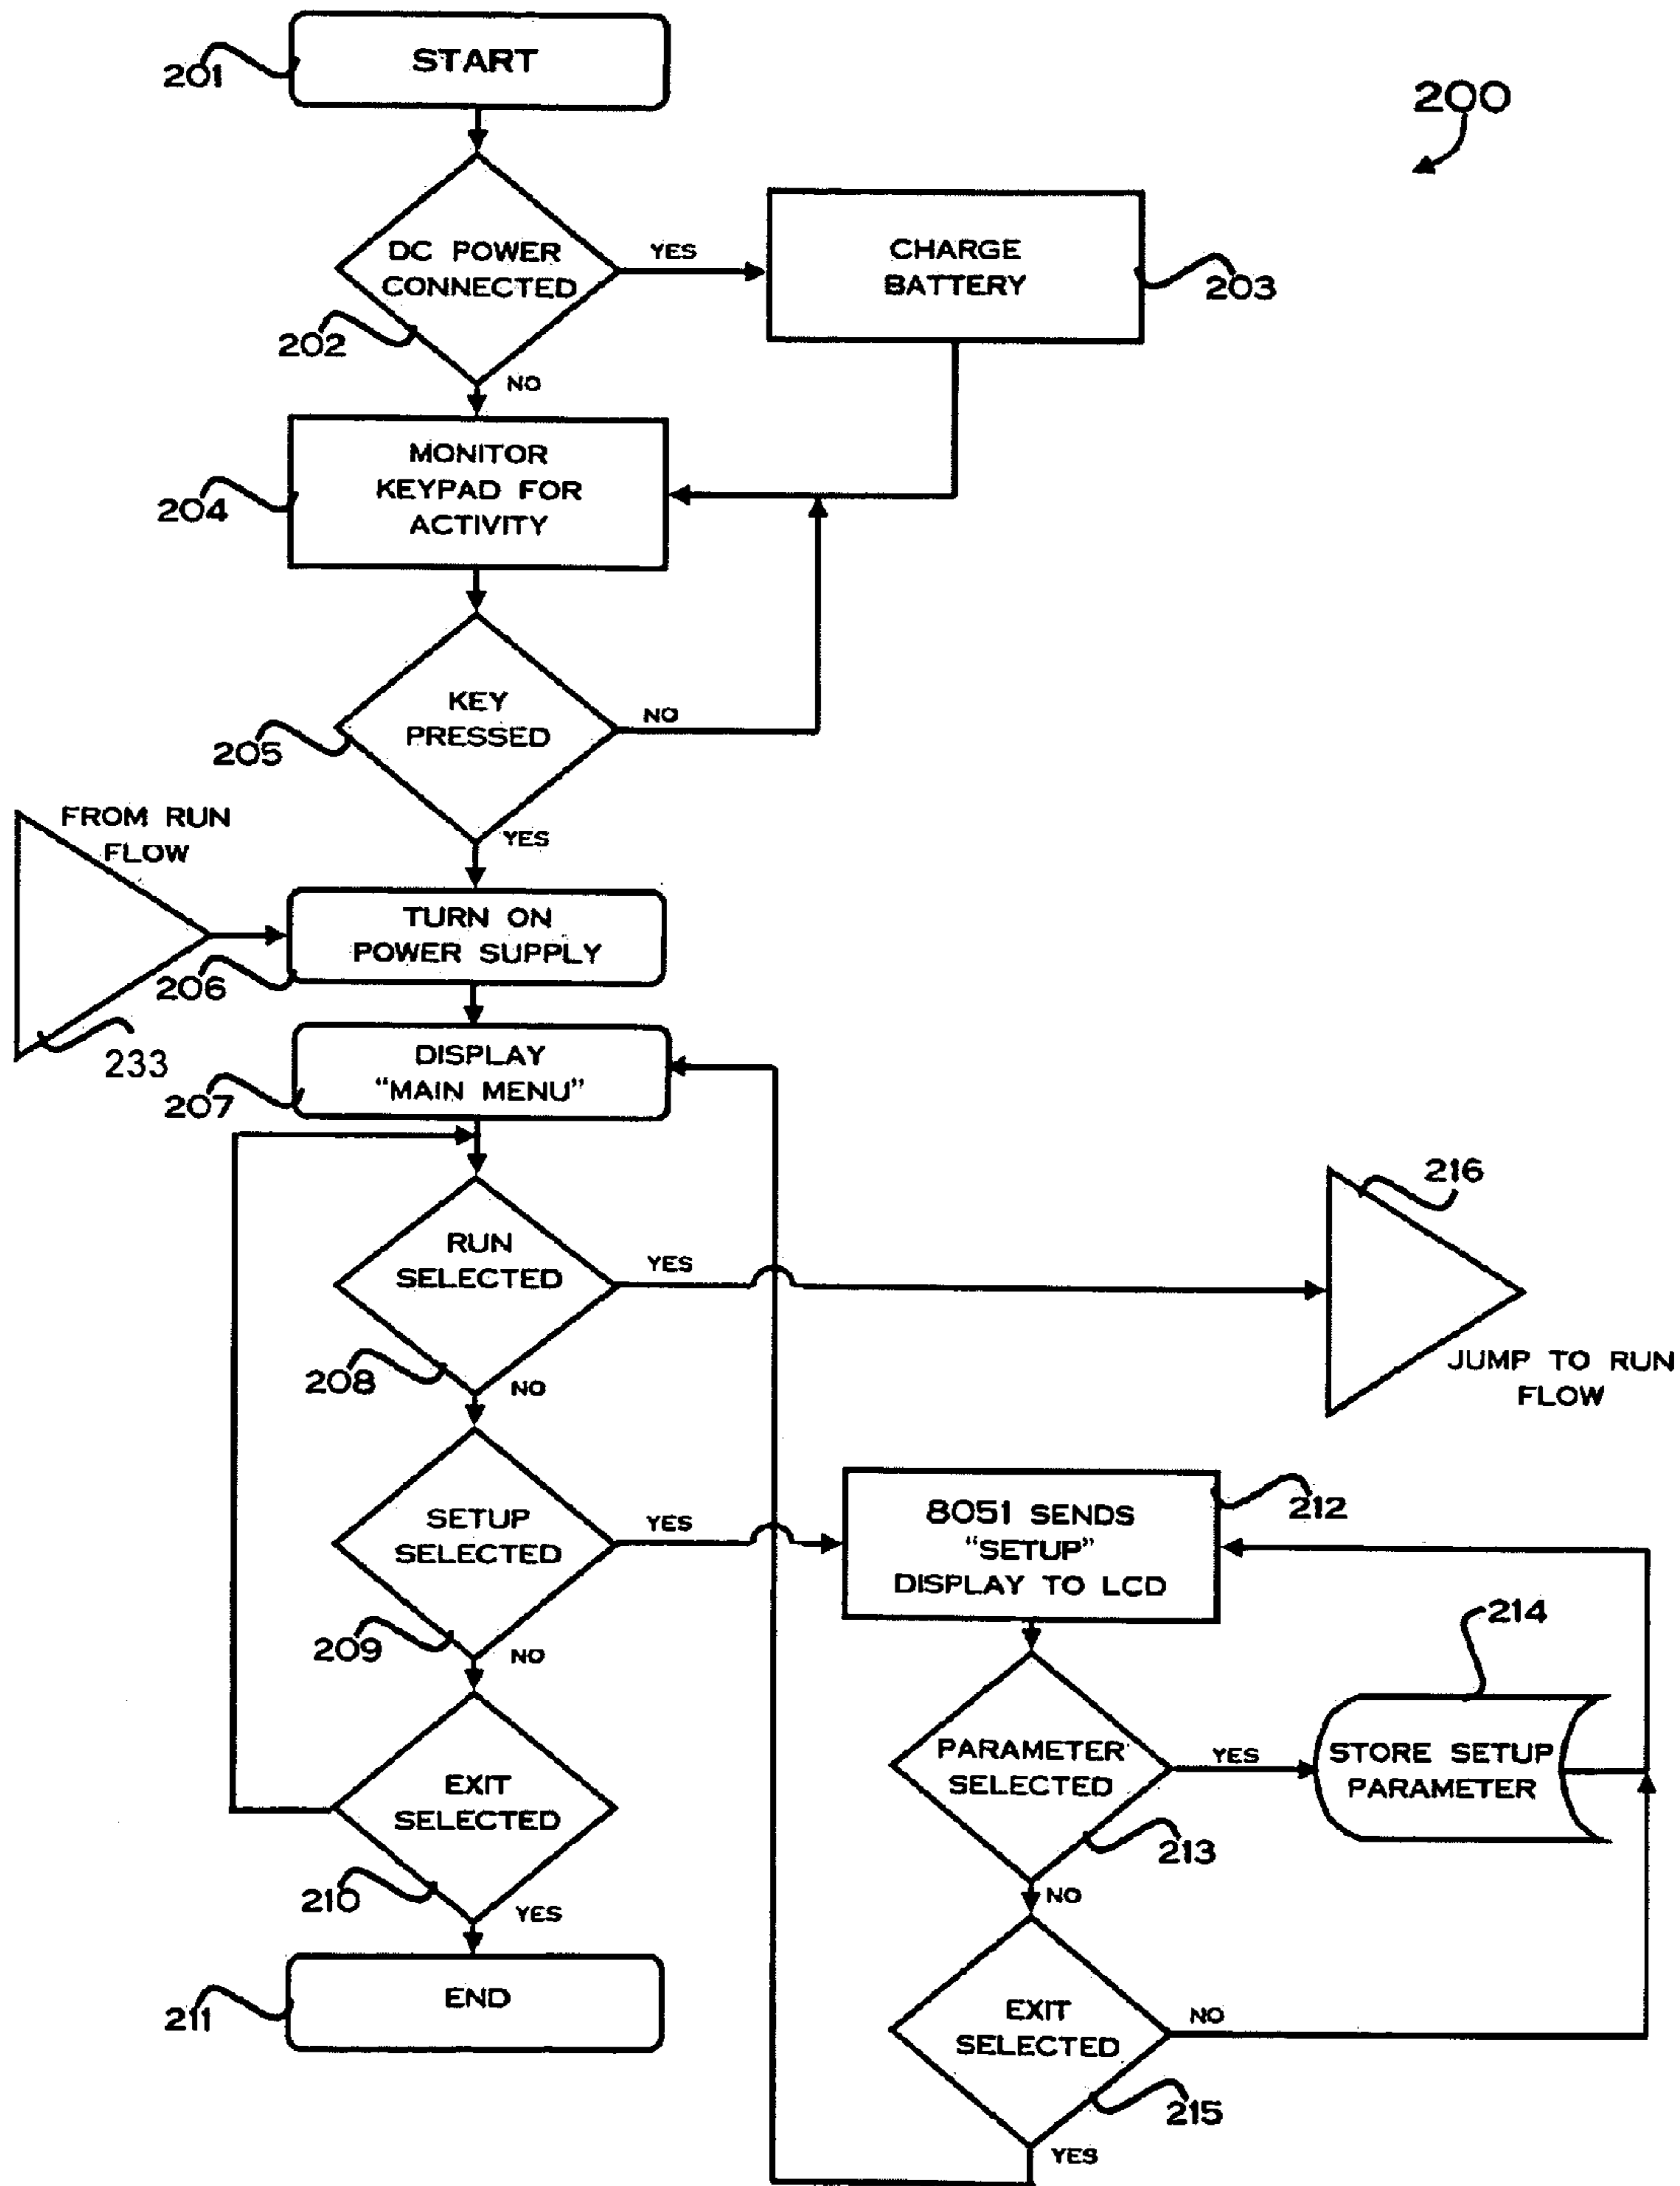 START
201
200
DC POWER
CONNECTED
YES
CHARGE
BATTERY
203
202
NO
MONITOR
KEYPAD FOR
ACTIVITY
204
KEY
PRESSED
NO
205
YES
FROM RUN
FLOW
TURN ON
POWER SUPPLY
206
233
DISPLAY
"MAIN MENU"
207
216
RUN
SELECTED
YES
208
NO
JUMP TO RUN
FLOW
SETUP
SELECTED
YES
8051 SENDS
"SETUP"
DISPLAY TO LCD
212
209
NO
214
PARAMETER
SELECTED
YES
STORE SETUP
PARAMETER
EXIT
SELECTED
213
210
YES
NO
END
211
EXIT
SELECTED
NO
215
YES